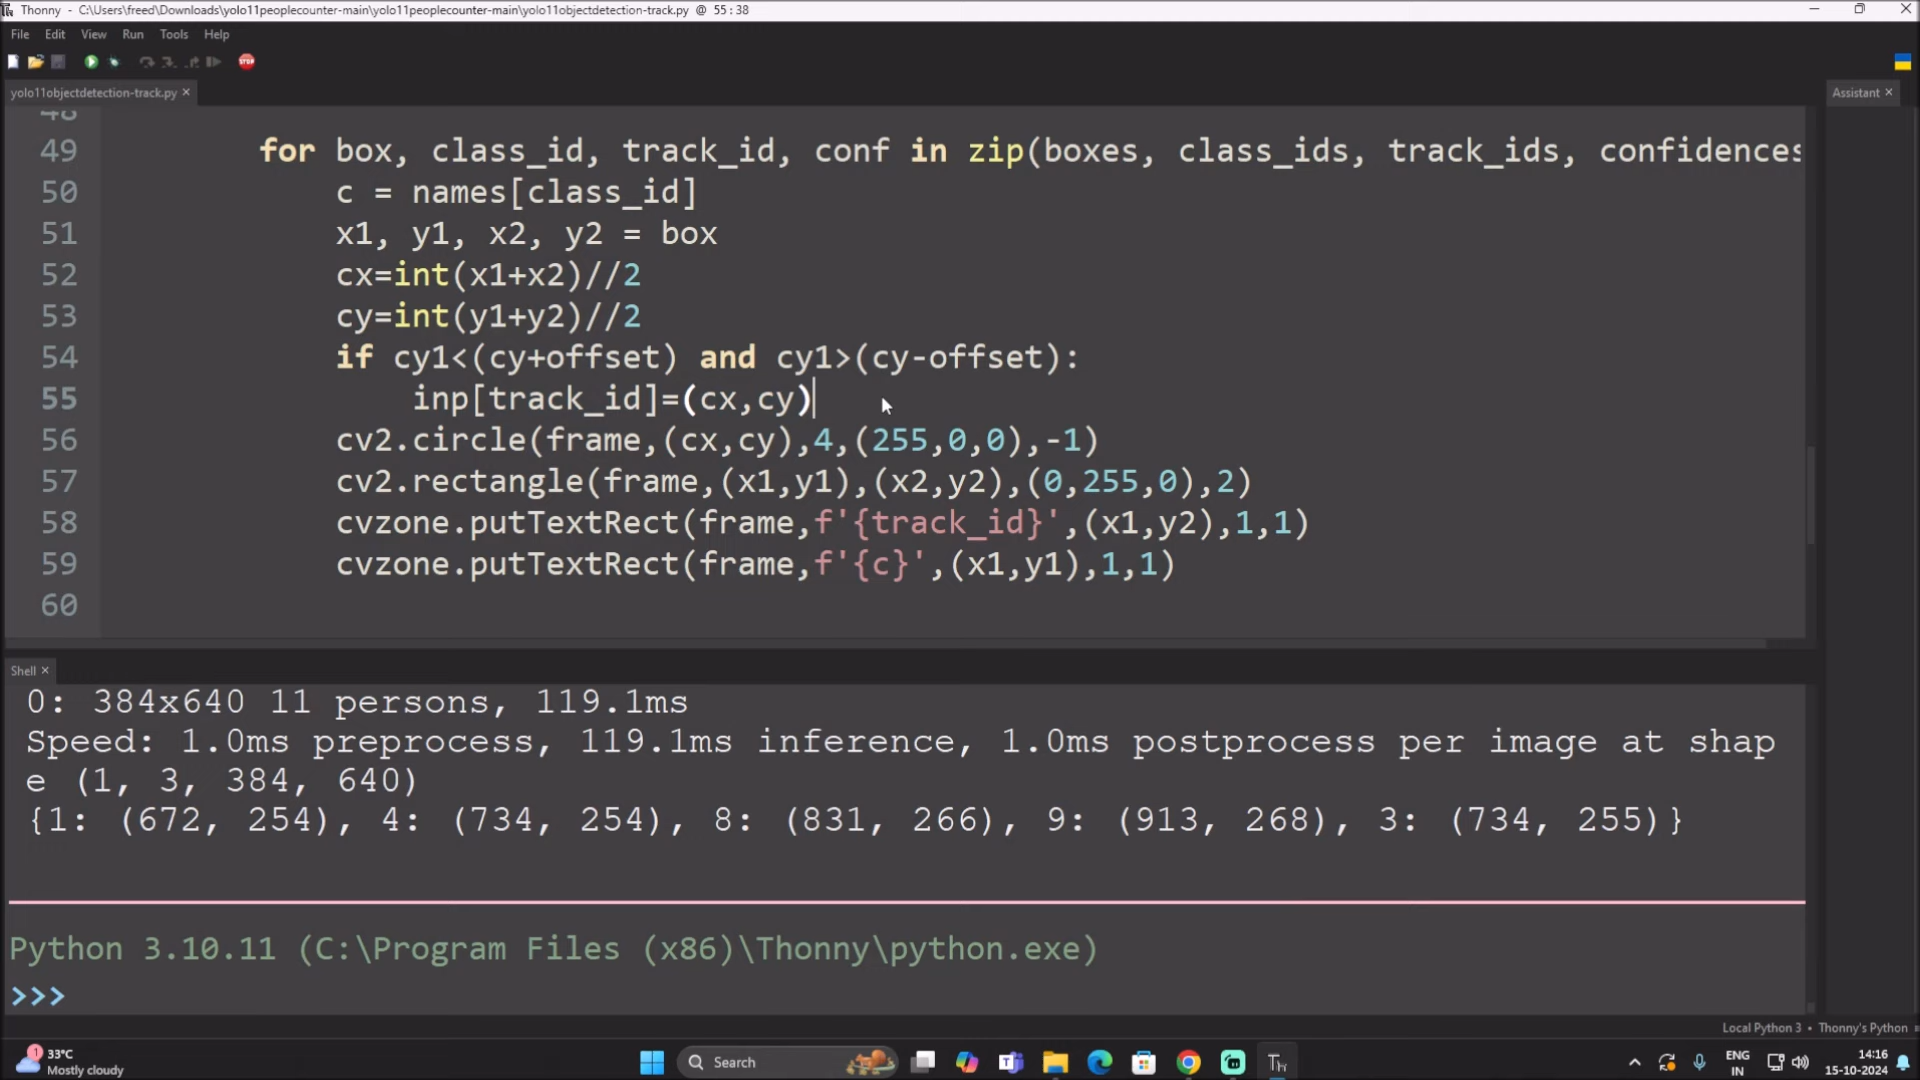 Thonny - C:\Users\freed\Downloads\yolo11peoplecounter-main\yolo11peoplecounter-main\yolo11objectdetection-track.py @ 55 : 38
File Edit View Run Tools Help
STOP
yolo11objectdetection-track.py × Assistant ×
48
49 for box, class_id, track_id, conf in zip(boxes, class_ids, track_ids, confidences
50 c = names[class_id]
51 x1, y1, x2, y2 = box
52 cx=int(x1+x2)//2
53 cy=int(y1+y2)//2
54 if cy1<(cy+offset) and cy1>(cy-offset):
55 inp[track_id]=(cx,cy)
56 cv2.circle(frame,(cx,cy),4,(255,0,0),-1)
57 cv2.rectangle(frame,(x1,y1),(x2,y2),(0,255,0),2)
58 cvzone.putTextRect(frame,f'{track_id}',(x1,y2),1,1)
59 cvzone.putTextRect(frame,f'{c}',(x1,y1),1,1)
60
Shell ×
0: 384x640 11 persons, 119.1ms
Speed: 1.0ms preprocess, 119.1ms inference, 1.0ms postprocess per image at shap
e (1, 3, 384, 640)
{1: (672, 254), 4: (734, 254), 8: (831, 266), 9: (913, 268), 3: (734, 255)}
Python 3.10.11 (C:\Program Files (x86)\Thonny\python.exe)
>>>
Local Python 3 • Thonny's Python
1 33°C
Mostly cloudy
Search
ENG
IN
14:16
15-10-2024